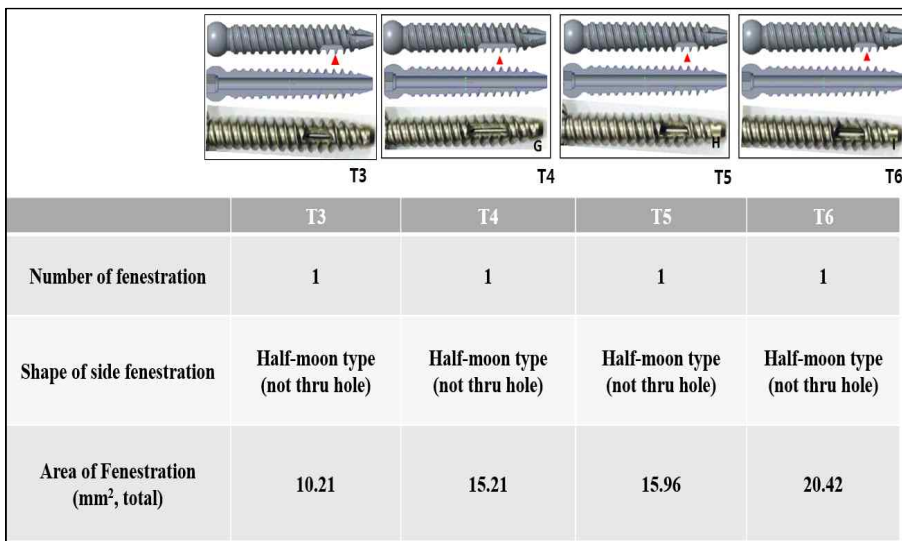 G
H
I
T3
T4
T5
T6
T3 T4 T5 T6
Number of fenestration 1 1 1 1
Shape of side fenestration
Half-moon type
(not thru hole)
Half-moon type
(not thru hole)
Half-moon type
(not thru hole)
Half-moon type
(not thru hole)
Area of Fenestration
(mm², total)
10.21 15.21 15.96 20.42